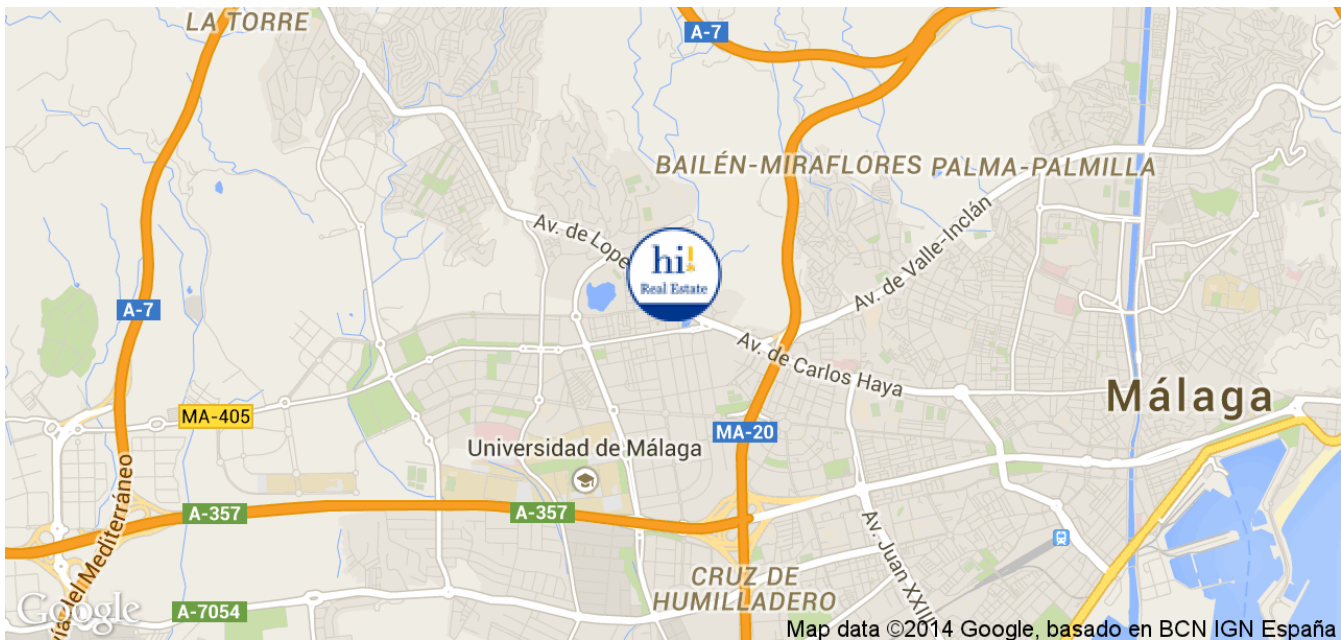 LA TORRE
A-7
BAILÉN-MIRAFLORES
PALMA-PALMILLA
Av. de Lope
Av. de Valle-Inclán
hi!
Real Estate
A-7
Av. de Carlos Haya
Málaga
MA-405
MA-20
Universidad de Málaga
A-357
A-357
ía del Mediterráneo
Av. Juan XXIII
CRUZ DE
HUMILLADERO
Google
A-7054
Map data ©2014 Google, basado en BCN IGN España